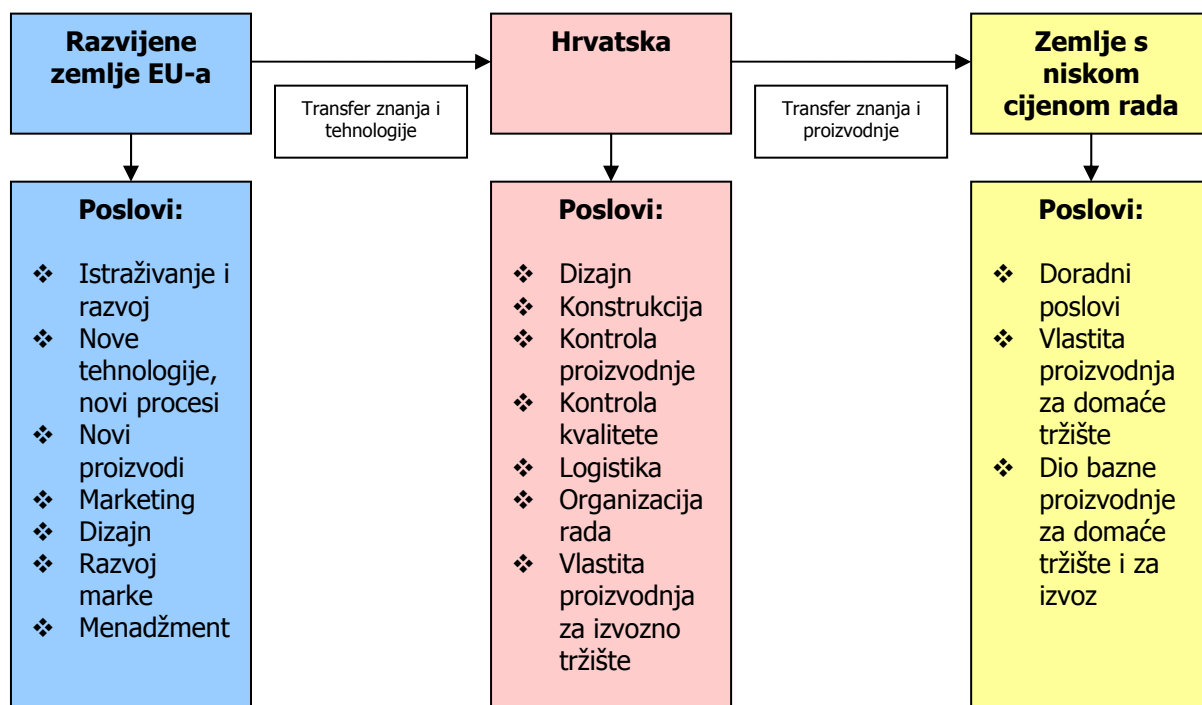 Razvijene
zemlje EU-a
Transfer znanja i
tehnologije
Hrvatska
Transfer znanja i
proizvodnje
Zemlje s
niskom
cijenom rada
Poslovi:
❖ Istraživanje i
razvoj
❖ Nove
tehnologije,
novi procesi
❖ Novi
proizvodi
❖ Marketing
❖ Dizajn
❖ Razvoj
marke
❖ Menadžment
Poslovi:
❖ Dizajn
❖ Konstrukcija
❖ Kontrola
proizvodnje
❖ Kontrola
kvalitete
❖ Logistika
❖ Organizacija
rada
❖ Vlastita
proizvodnja
za izvozno
tržište
Poslovi:
❖ Doradni
poslovi
❖ Vlastita
proizvodnja
za domaće
tržište
❖ Dio bazne
proizvodnje
za domaće
tržište i za
izvoz